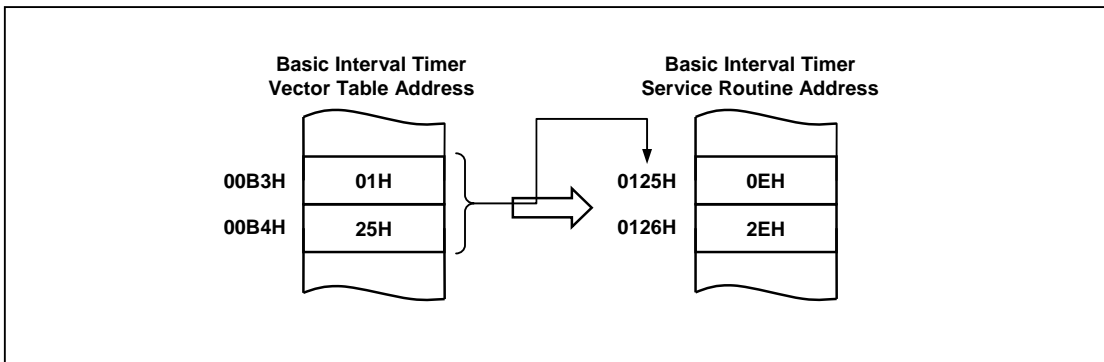 Basic Interval Timer
Vector Table Address
00B3H 01H
00B4H 25H
Basic Interval Timer
Service Routine Address
0125H 0EH
0126H 2EH